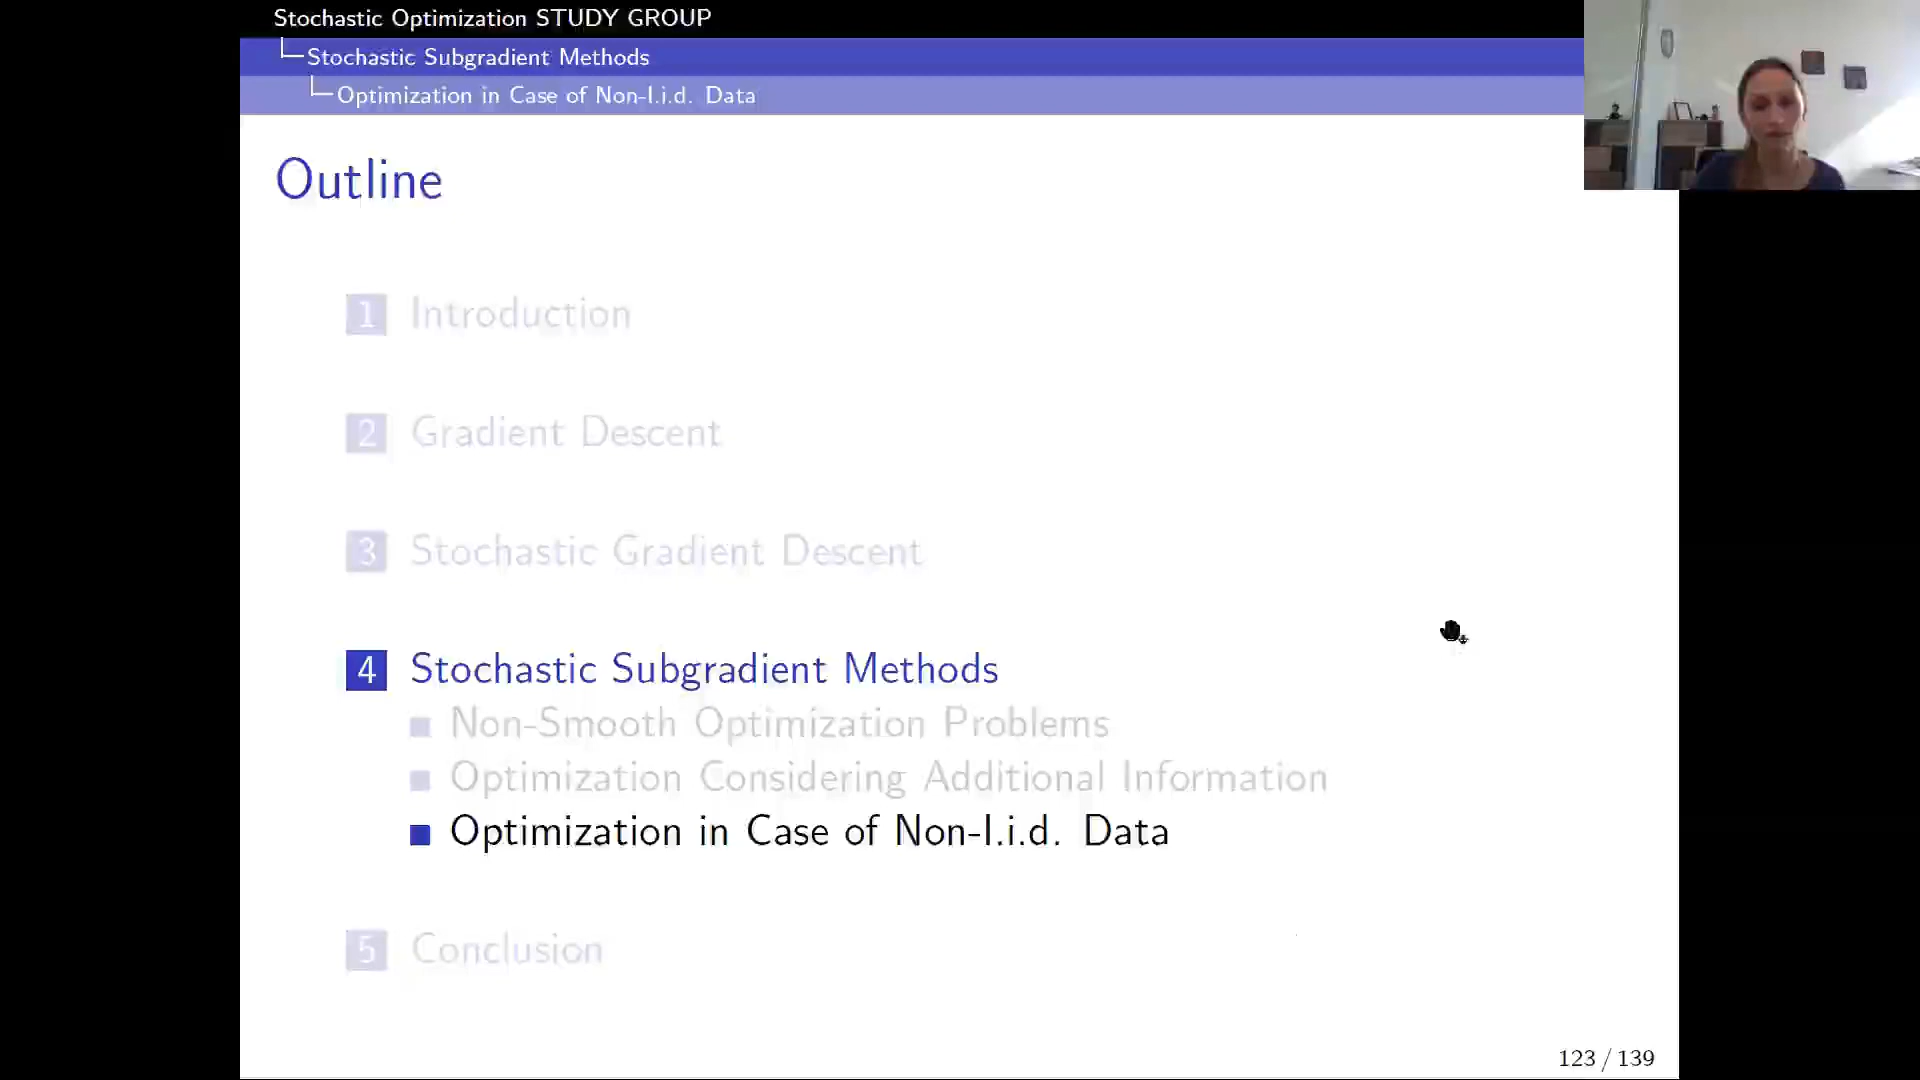 Stochastic Optimization STUDY GROUP
Stochastic Subgradient Methods
Optimization in Case of Non-I.i.d. Data
Outline
1 Introduction
2 Gradient Descent
3 Stochastic Gradient Descent
4 Stochastic Subgradient Methods
Non-Smooth Optimization Problems
Optimization Considering Additional Information
Optimization in Case of Non-I.i.d. Data
5 Conclusion
123 / 139